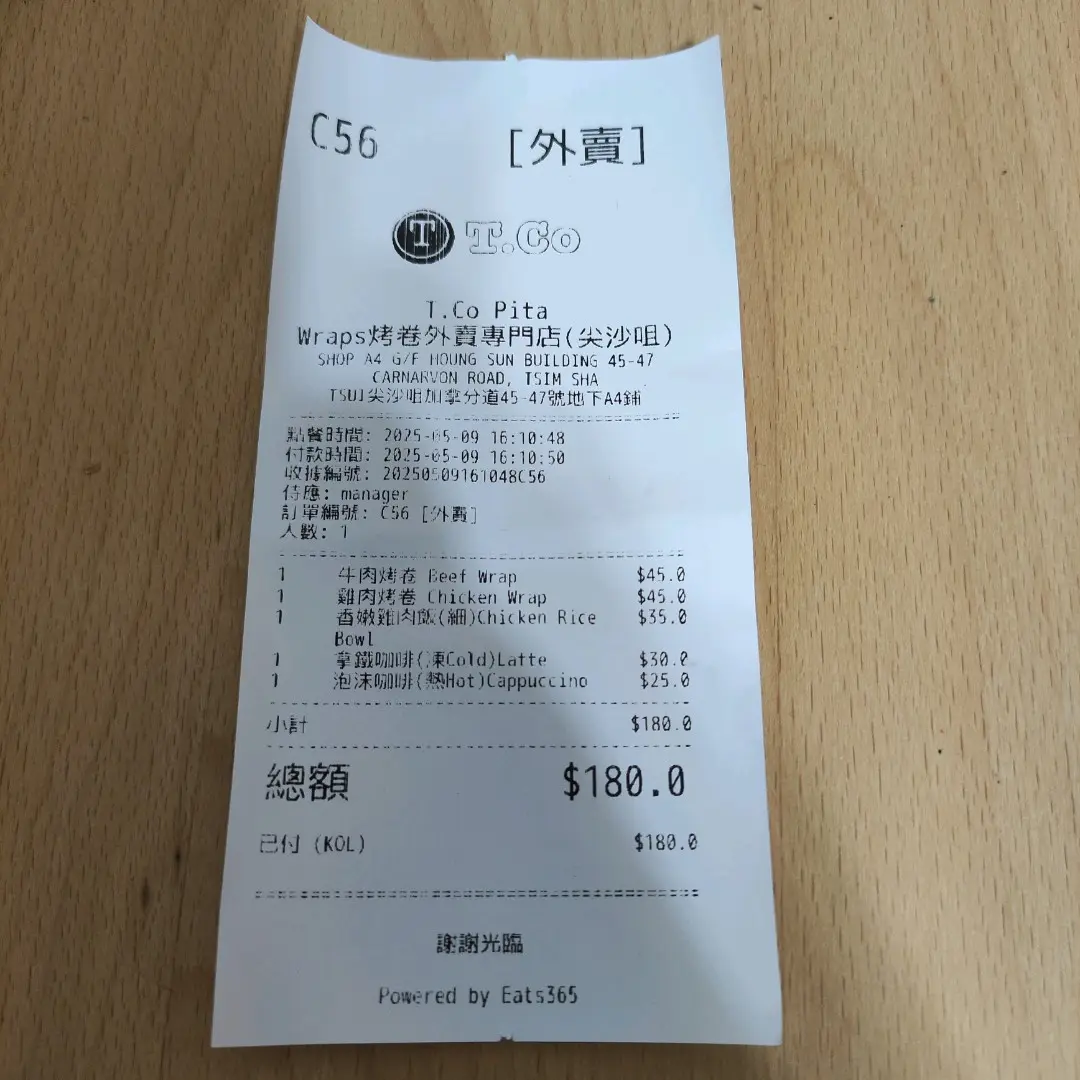 C56 [外賣]
T T.Co
T.Co Pita
Wraps烤卷外賣專門店(尖沙咀)
SHOP A4 G/F HOUNG SUN BUILDING 45-47
CARNARVON ROAD, TSIM SHA
TSUI尖沙咀加拿分道45-47號地下A4鋪
點餐時間: 2025-05-09 16:10:48
付款時間: 2025-05-09 16:10:50
收據編號: 20250509161048C56
侍應: manager
訂單編號: C56 [外賣]
人數: 1
1 牛肉烤卷 Beef Wrap $45.0
1 雞肉烤卷 Chicken Wrap $45.0
1 香嫩雞肉飯(細)Chicken Rice $35.0
Bowl
1 拿鐵咖啡(凍Cold)Latte $30.0
1 泡沫咖啡(熱Hot)Cappuccino $25.0
小計 $180.0
總額 $180.0
已付 (KOL) $180.0
謝謝光臨
Powered by Eats365